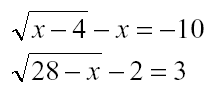 √(x − 4) − x = −10
√(28 − x) − 2 = 3